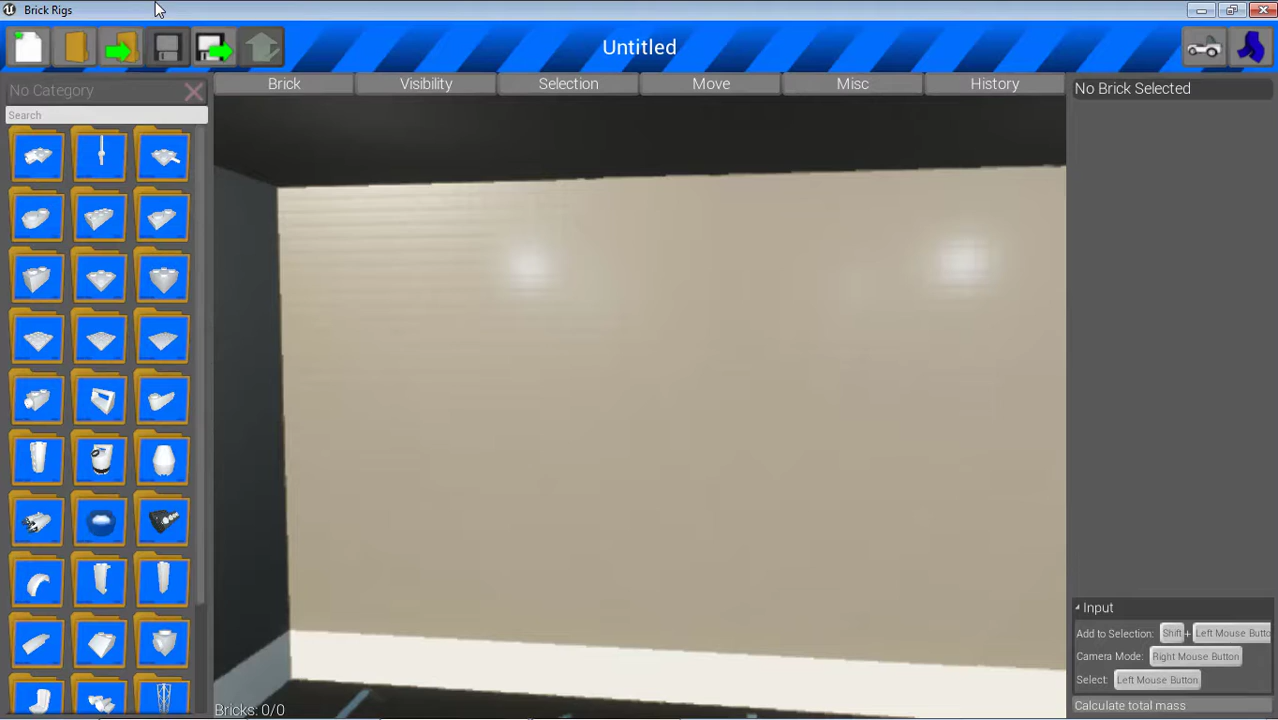 Brick Rigs
Untitled
No Category
Search
Brick
Visibility
Selection
Move
Misc
History
No Brick Selected
Input
Add to Selection: Shift + Left Mouse Butto
Camera Mode: Right Mouse Button
Select: Left Mouse Button
Calculate total mass
Bricks: 0/0